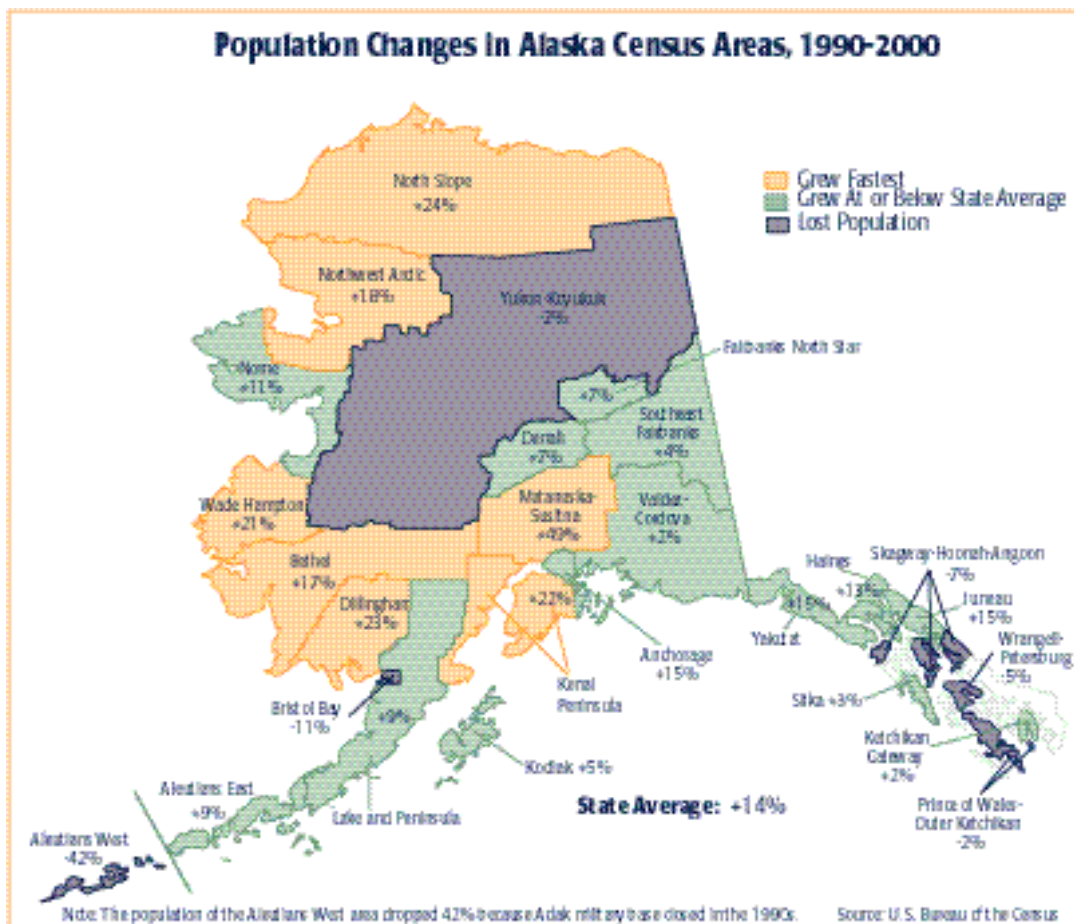 Population Changes in Alaska Census Areas, 1990-2000
Grew Fastest
Grew At or Below State Average
Lost Population
North Slope
+24%
Northwest Arctic
+18%
Yukon-Koyukuk
-2%
Fairbanks North Star
Nome
+11%
+7%
Southeast
Fairbanks
+4%
Denali
+7%
Wade Hampton
+21%
Matanuska-
Susitna
+49%
Valdez-
Cordova
+2%
Bethel
+17%
Dillingham
+23%
+22%
Skagway-Hoonah-Angoon
-7%
Haines
+13%
Juneau
+15%
Yakutat
+15%
Wrangell-
Petersburg
-5%
Anchorage
+15%
Kenai
Peninsula
Sitka +3%
Bristol Bay
-11%
+9%
Ketchikan
Gateway
+2%
Kodiak +5%
Aleutians East
+9%
Lake and Peninsula
State Average: +14%
Prince of Wales-
Outer Ketchikan
-2%
Aleutians West
-42%
Note: The population of the Aleutians West area dropped 42% because Adak military base closed in the 1990s.
Source: U.S. Bureau of the Census